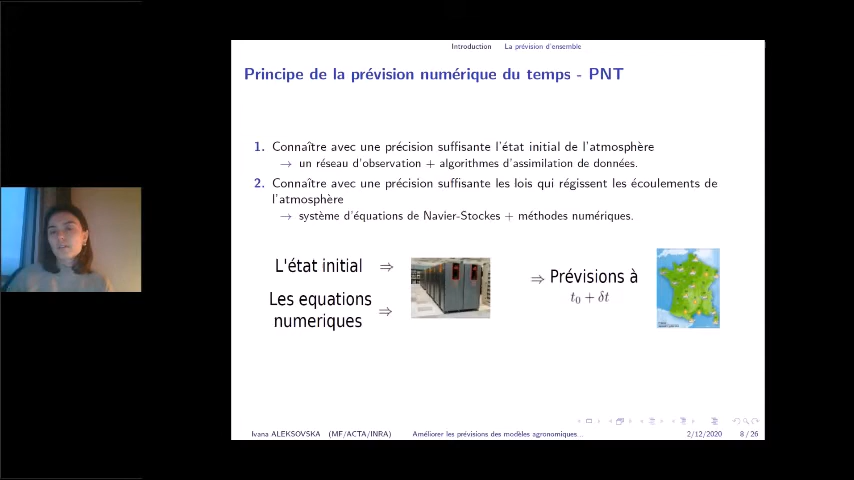 Introduction La prévision d'ensemble
Principe de la prévision numérique du temps - PNT
1. Connaître avec une précision suffisante l'état initial de l'atmosphère
→ un réseau d'observation + algorithmes d'assimilation de données.
2. Connaître avec une précision suffisante les lois qui régissent les écoulements de
l'atmosphère
→ système d'équations de Navier-Stockes + méthodes numériques.
L'état initial ⇒
Les equations
numeriques ⇒
⇒ Prévisions à
t₀ + δt
Ivana ALEKSOVSKA (MF/ACTA/INRA) Améliorer les prévisions des modèles agronomiques... 2/12/2020 8 / 26